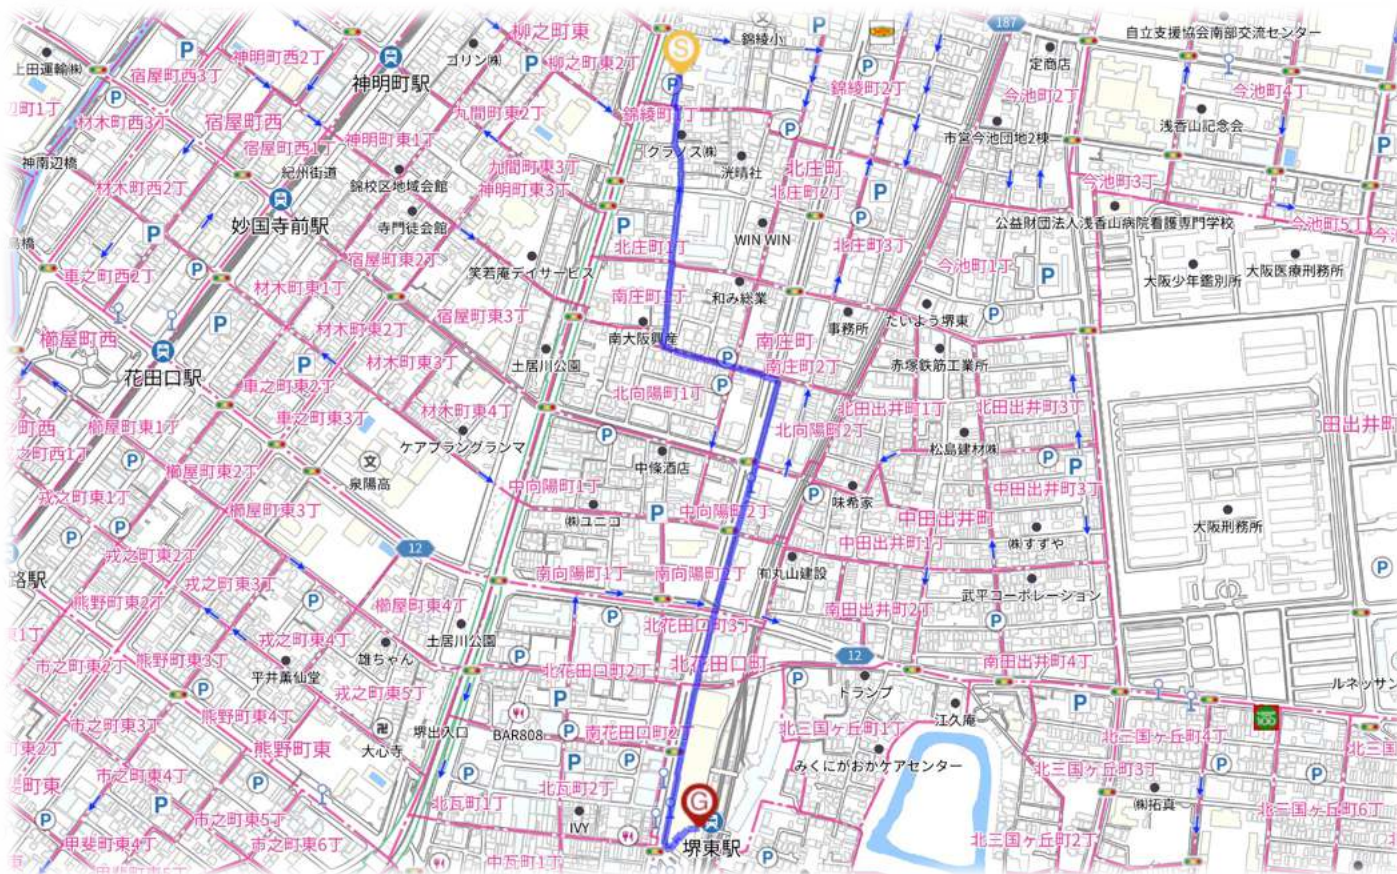 柳之町東
錦綾小
187
自立支援協会南部交流センター
上田運輸㈱
神明町西2丁
ゴリン㈱
柳之町東2丁
S
定商店
宿屋町西3丁
神明町駅
今池町4丁
錦綾町2丁
今池町2丁
材木町西3丁
宿屋町西
九間町東2丁
浅香山記念会
クラノス㈱
市営今池団地2棟
宿屋町西1丁
神明町東1丁
洸晴社
北庄町
神南辺橋
紀州街道
九間町東3丁
今池町3丁
材木町西2丁
錦校区地域会館
神明町東3丁
北庄町2丁
妙国寺前駅
寺門徒会館
WIN WIN
公益財団法人浅香山病院看護専門学校
今池町5丁
北庄町1丁
北庄町3丁
宿屋町東2丁
車之町西2丁
笑若庵デイサービス
今池町1丁
大阪少年鑑別所
大阪医療刑務所
材木町東1丁
南庄町1丁
和み総業
宿屋町東3丁
事務所
たいよう堺東
材木町東2丁
櫛屋町西
南大阪興産
南庄町
材木町東3丁
土居川公園
南庄町2丁
赤塚鉄筋工業所
花田口駅
車之町東2丁
北向陽町1丁
材木町東4丁
北田出井町1丁
北田出井町3丁
車之町東3丁
田出井町
櫛屋町東1丁
北向陽町2丁
ケアプラングランマ
松島建材㈱
中條酒店
櫛屋町東2丁
泉陽高
戎之町東1丁
中向陽町1丁
味希家
中田出井町3丁
櫛屋町東3丁
㈱ユニコ
中向陽町2丁
中田出井町
大阪刑務所
戎之町東2丁
中田出井町1丁
㈱すずや
12
路駅
戎之町東3丁
南向陽町1丁
南向陽町2丁
㈲丸山建設
熊野町東2丁
櫛屋町東4丁
武平コーポレーション
南田出井町2丁
戎之町東4丁
土居川公園
北花田口町3丁
雄ちゃん
市之町東2丁
熊野町東3丁
12
北花田口町2丁
北花田口町
南田出井町4丁
平井薫仙堂
戎之町東5丁
トランプ
ルネッサン
熊野町東4丁
市之町東3丁
江久庵
堺出入口
BAR808
南花田口町2
北三国ヶ丘町1丁
北三国ヶ丘町4丁
熊野町東
大心寺
みくにがおかケアセンター
市之町東4丁
北三国ヶ丘町3丁
北瓦町1丁
北瓦町2丁
G
㈱拓真
市之町東5丁
IVY
北三国ヶ丘町6丁
甲斐町東4丁
市之町東6丁
堺東駅
北三国ヶ丘町2丁
中瓦町1丁